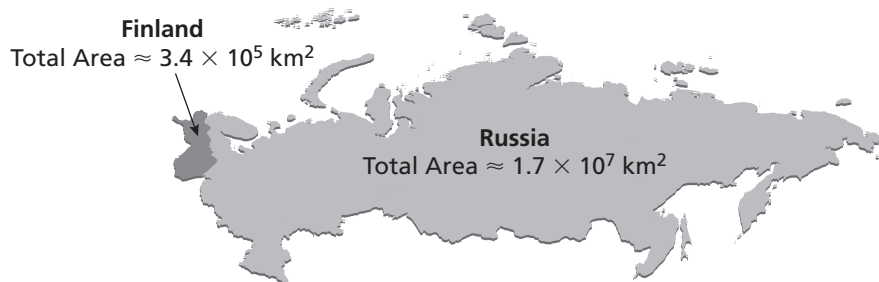 Finland
Total Area ≈ 3.4 × 10⁵ km²
Russia
Total Area ≈ 1.7 × 10⁷ km²